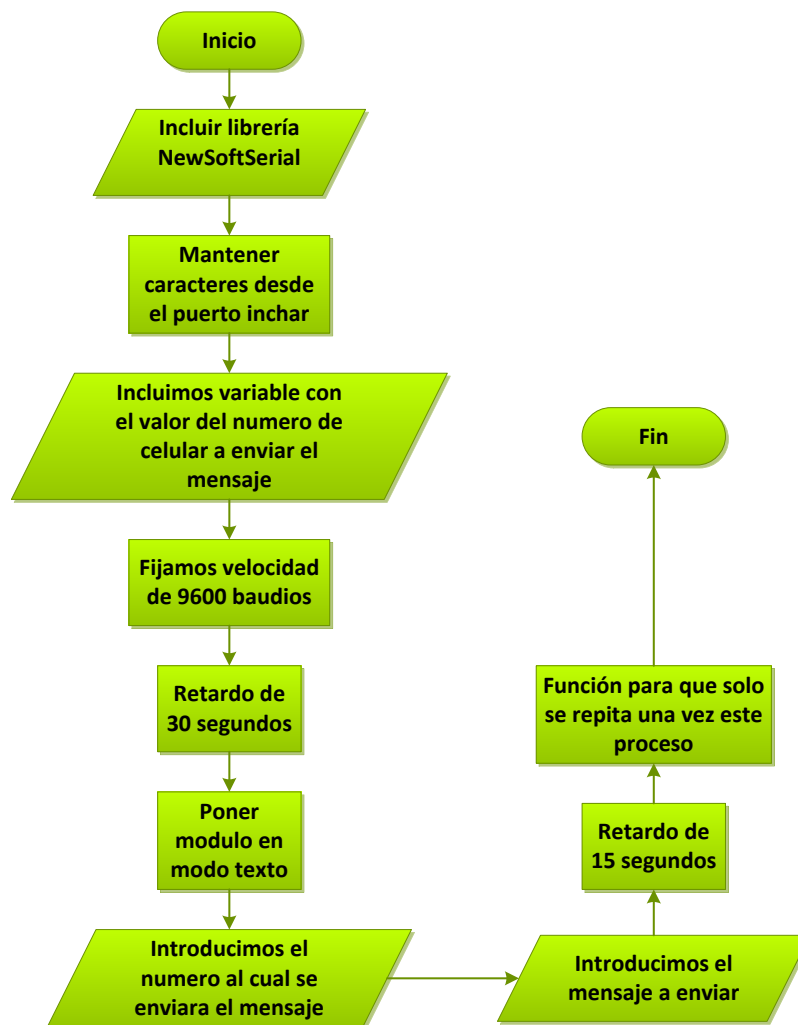 Inicio
Incluir librería
NewSoftSerial
Mantener
caracteres desde
el puerto inchar
Incluimos variable con
el valor del numero de
celular a enviar el
mensaje
Fijamos velocidad
de 9600 baudios
Retardo de
30 segundos
Poner
modulo en
modo texto
Introducimos el
numero al cual se
enviara el mensaje
Introducimos el
mensaje a enviar
Retardo de
15 segundos
Función para que solo
se repita una vez este
proceso
Fin